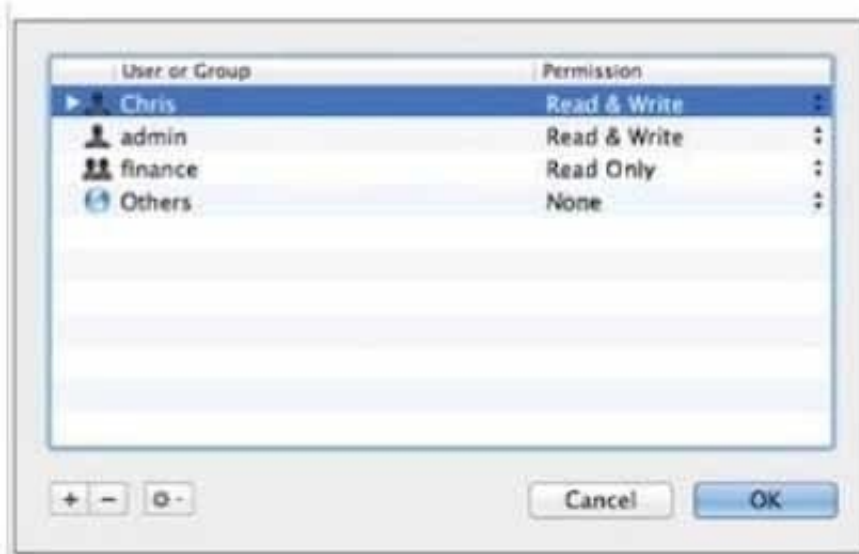 User or Group Permission
Chris Read & Write
admin Read & Write
finance Read Only
Others None
+ -
Cancel OK